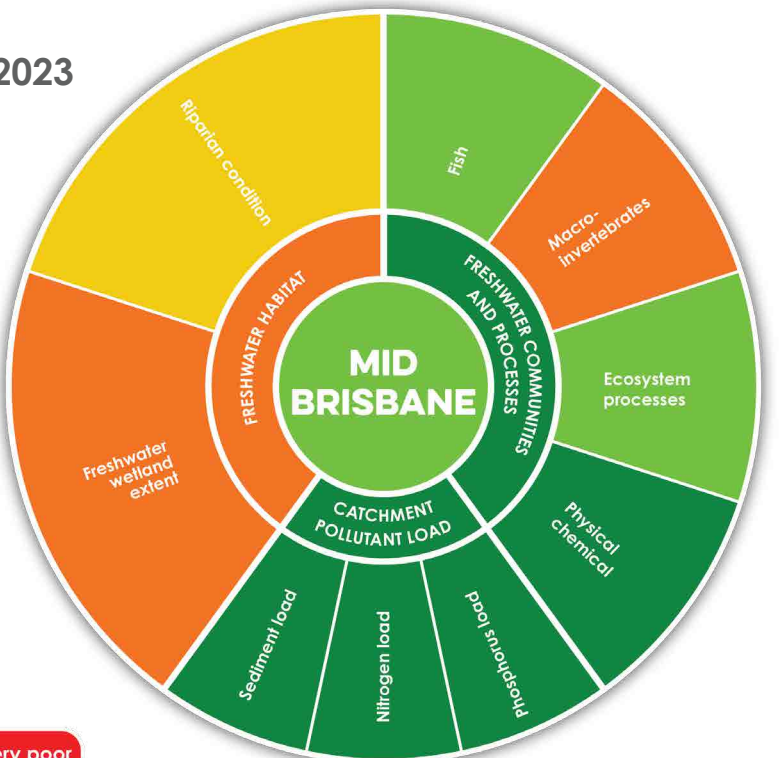 2023
Riparian condition
Fish
Macro-
invertebrates
FRESHWATER HABITAT
FRESHWATER COMMUNITIES
AND PROCESSES
MID
BRISBANE
Ecosystem
processes
Freshwater
wetland
extent
CATCHMENT
POLLUTANT LOAD
Physical
chemical
Sediment load
Nitrogen load
Phosphorus load
poor